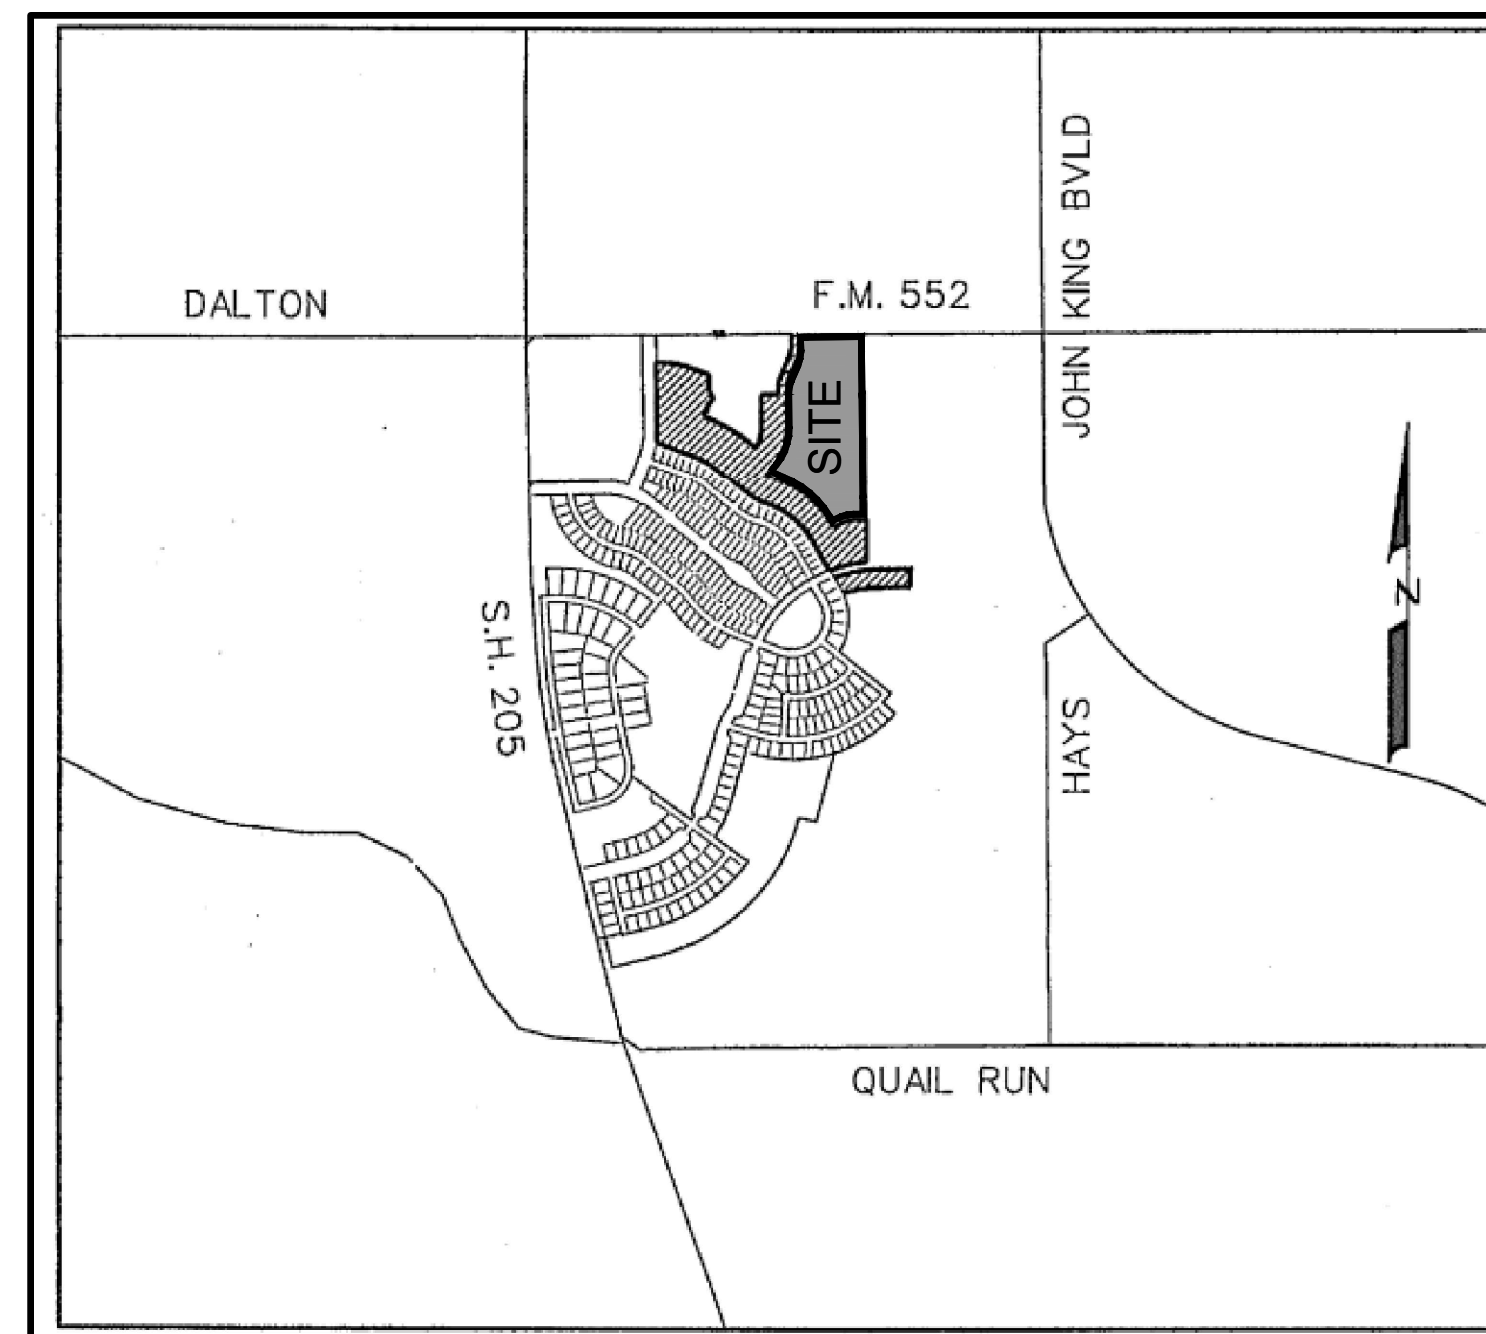 DALTON
F.M. 552
JOHN KING BVLD
SITE
S.H. 205
HAYS
QUAIL RUN
N